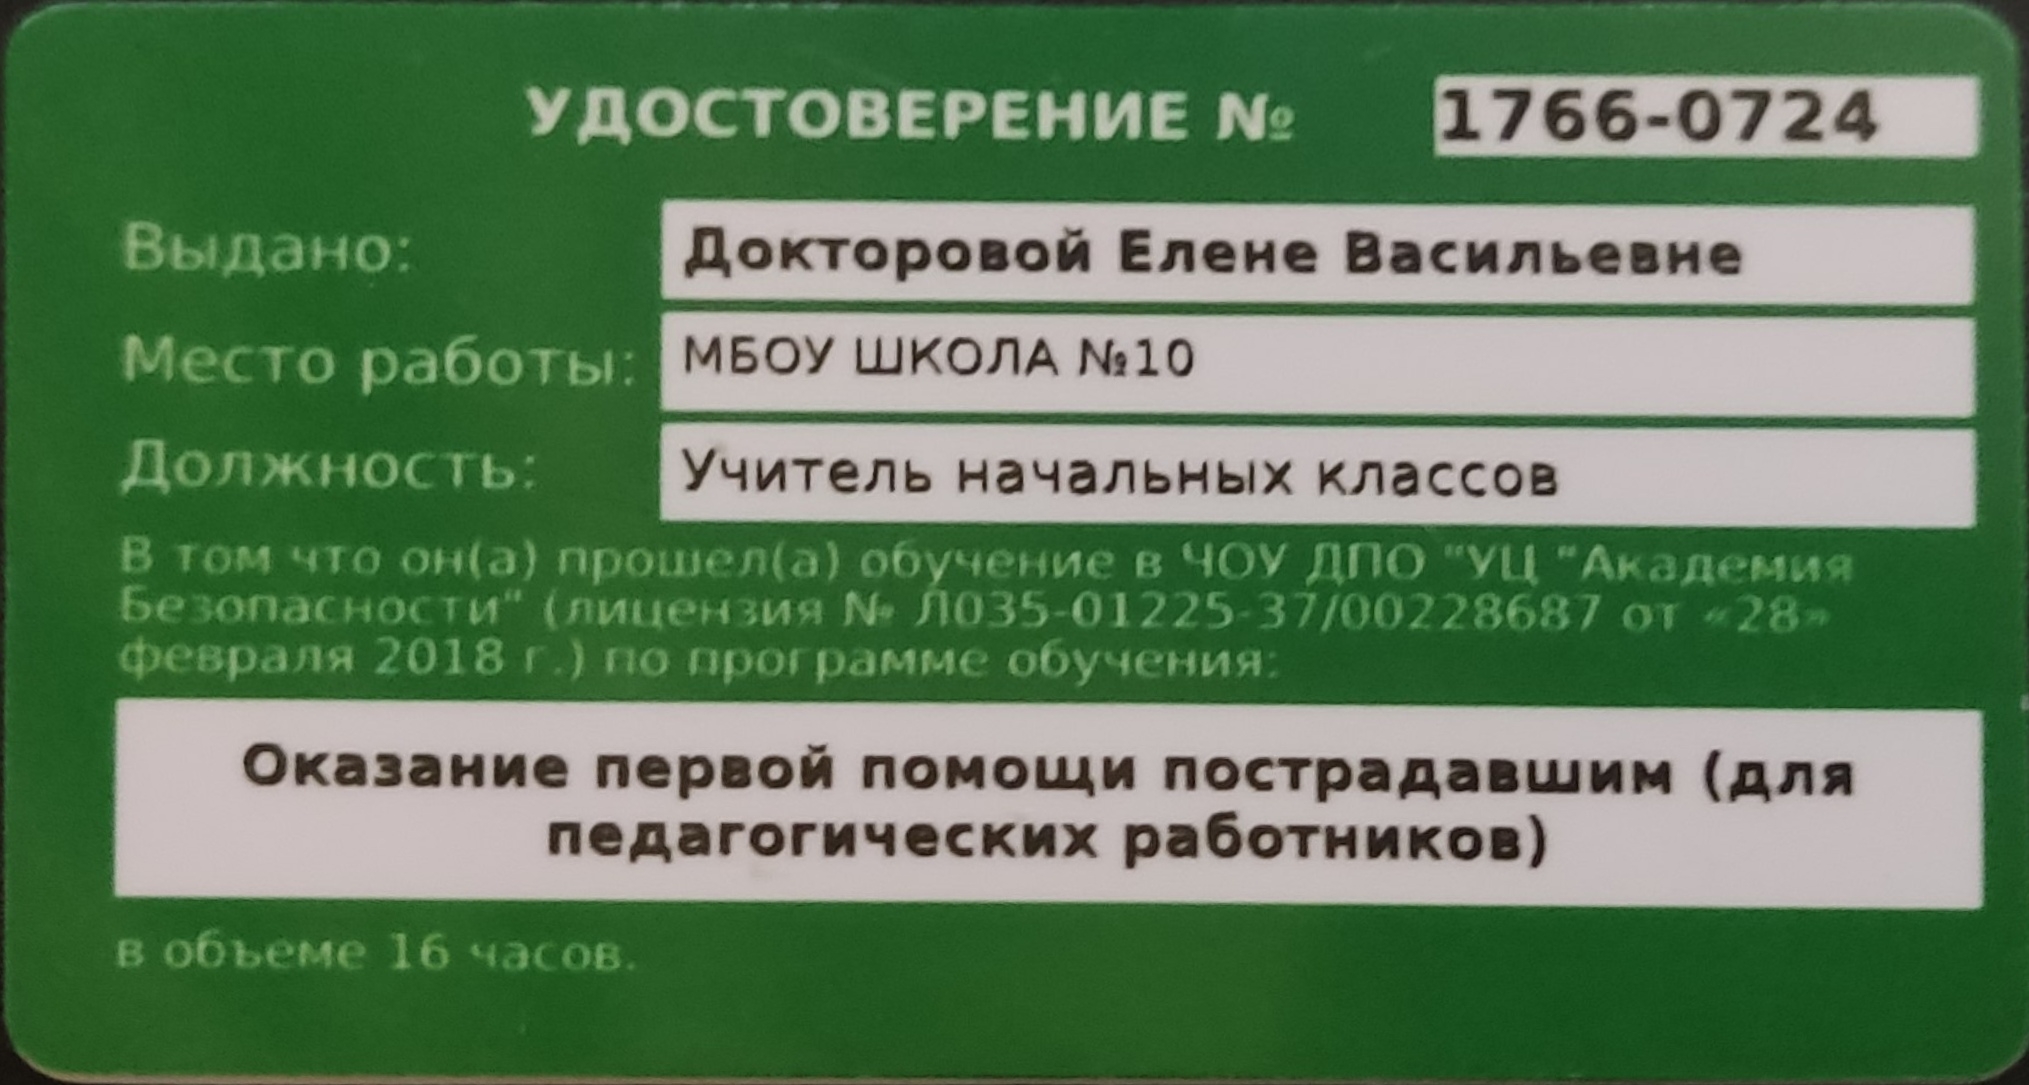 УДОСТОВЕРЕНИЕ № 1766-0724
Выдано: Докторовой Елене Васильевне
Место работы: МБОУ ШКОЛА №10
Должность: Учитель начальных классов
В том что он(а) прошел(а) обучение в ЧОУ ДПО "УЦ "Академия
Безопасности" (лицензия № Л035-01225-37/00228687 от «28»
февраля 2018 г.) по программе обучения:
Оказание первой помощи пострадавшим (для
педагогических работников)
в объеме 16 часов.